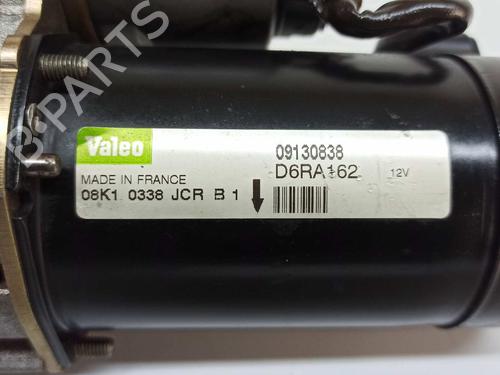 Valeo
09130838
MADE IN FRANCE
D6RA162
12V
08K1 0338 JCR B 1
B-PARTS